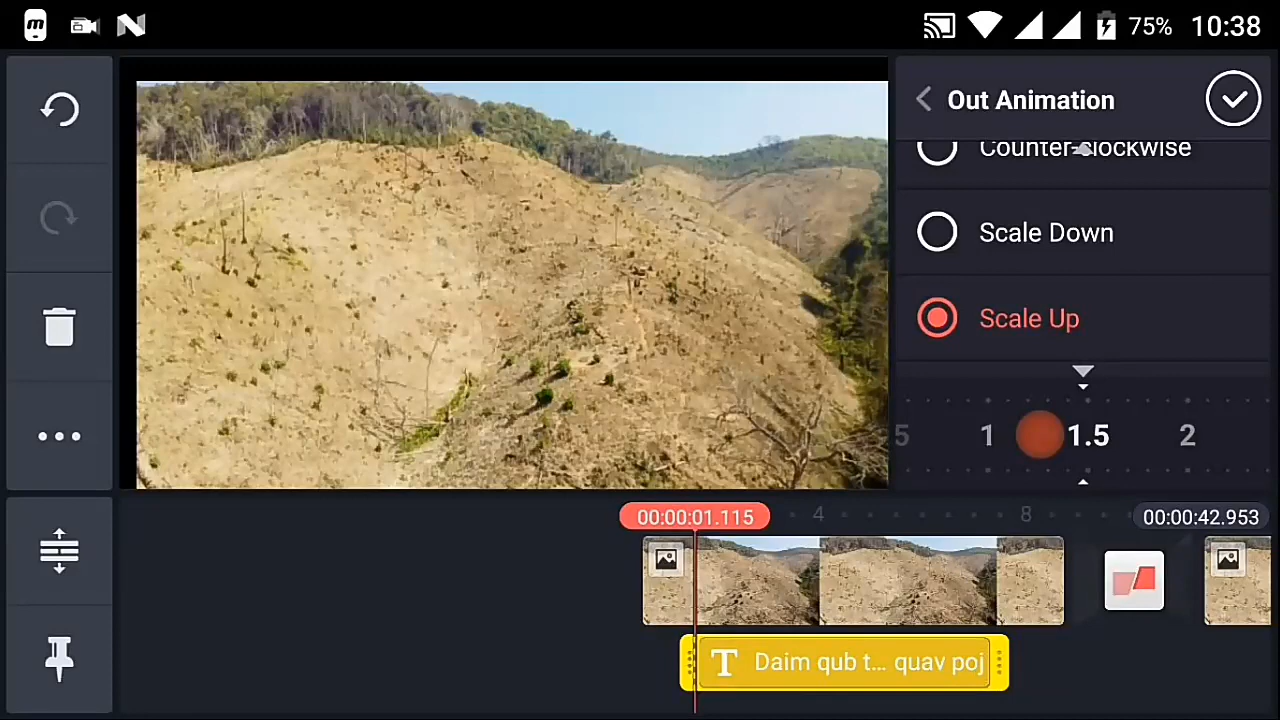 75% 10:38
Out Animation
Counter-clockwise
Scale Down
Scale Up
5 1 1.5 2
00:00:01.115 4 8 00:00:42.953
T Daim qub t... quav poj